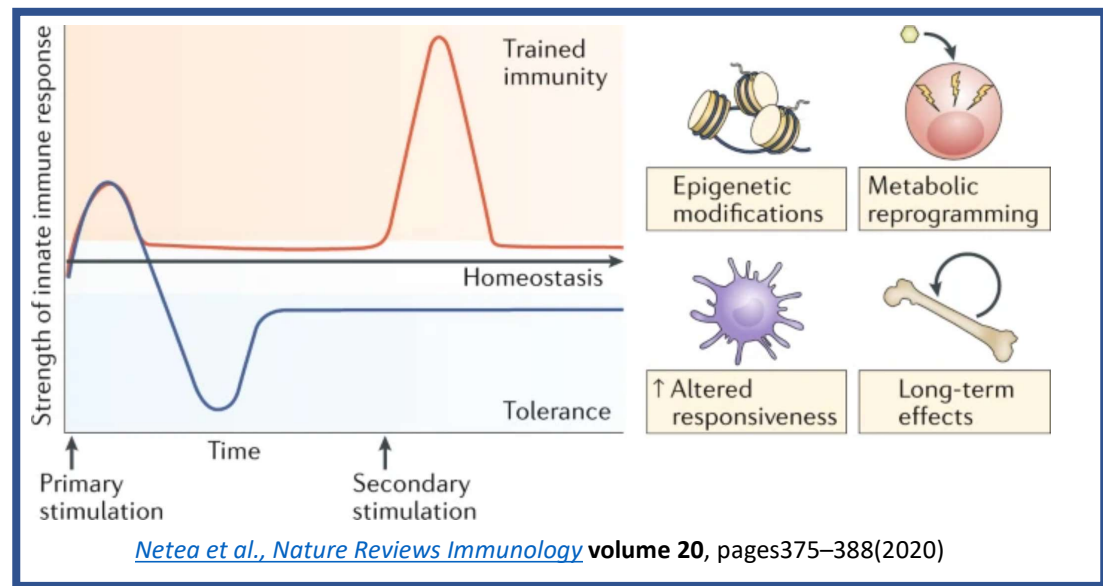 Strength of innate immune response
Trained
immunity
Homeostasis
Tolerance
Time
Primary
stimulation
Secondary
stimulation
Epigenetic
modifications
Metabolic
reprogramming
↑ Altered
responsiveness
Long-term
effects
Netea et al., Nature Reviews Immunology volume 20, pages375–388(2020)